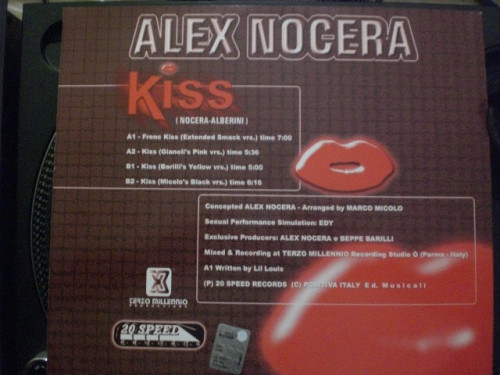 ALEX NOCERA
Kiss
( NOCERA-ALBERINI )
A1 - Frens Kiss (Extended Smack vrs.) time 7:00
A2 - Kiss (Gianoli's Pink vrs.) time 5:36
B1 - Kiss (Barilli's Yellow vrs.) time 5:00
B2 - Kiss (Micolo's Black vrs.) time 6:16
Concepted ALEX NOCERA - Arranged by MARCO MICOLO
Sexual Performance Simulation: EDY
Exclusive Producers: ALEX NOCERA e BEPPE BARILLI
Mixed & Recording at TERZO MILLENNIO Recording Studio O (Parma - Italy)
A1 Written by Lil Louis
(P) 20 SPEED RECORDS (C) POSITIVA ITALY Ed. Musicali
TERZO MILLENNIO
PRODUCTIONS
20 SPEED
RECORDS